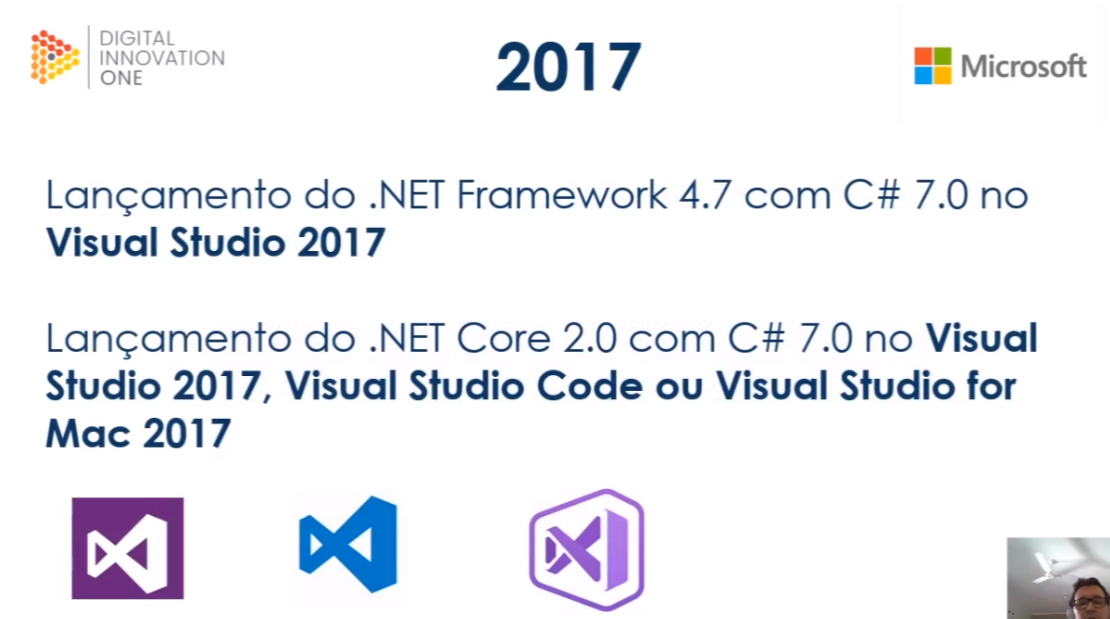 DIGITAL
INNOVATION
ONE
2017
Microsoft
Lançamento do .NET Framework 4.7 com C# 7.0 no
Visual Studio 2017
Lançamento do .NET Core 2.0 com C# 7.0 no Visual
Studio 2017, Visual Studio Code ou Visual Studio for
Mac 2017